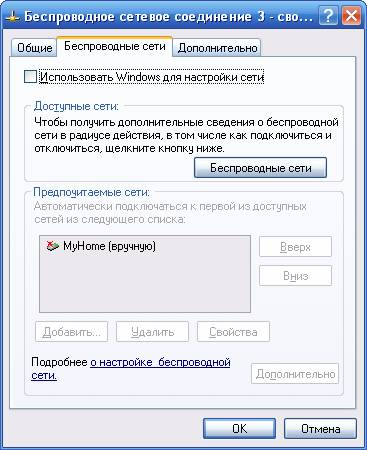 Беспроводное сетевое соединение 3 - сво...
Общие
Беспроводные сети
Дополнительно
Использовать Windows для настройки сети
Доступные сети:
Чтобы получить дополнительные сведения о беспроводной
сети в радиусе действия, в том числе как подключиться и
отключиться, щелкните кнопку ниже.
Беспроводные сети
Предпочитаемые сети:
Автоматически подключаться к первой из доступных
сетей из следующего списка:
MyHome (вручную)
Вверх
Вниз
Добавить...
Удалить
Свойства
Подробнее о настройке беспроводной
сети.
Дополнительно
OK
Отмена